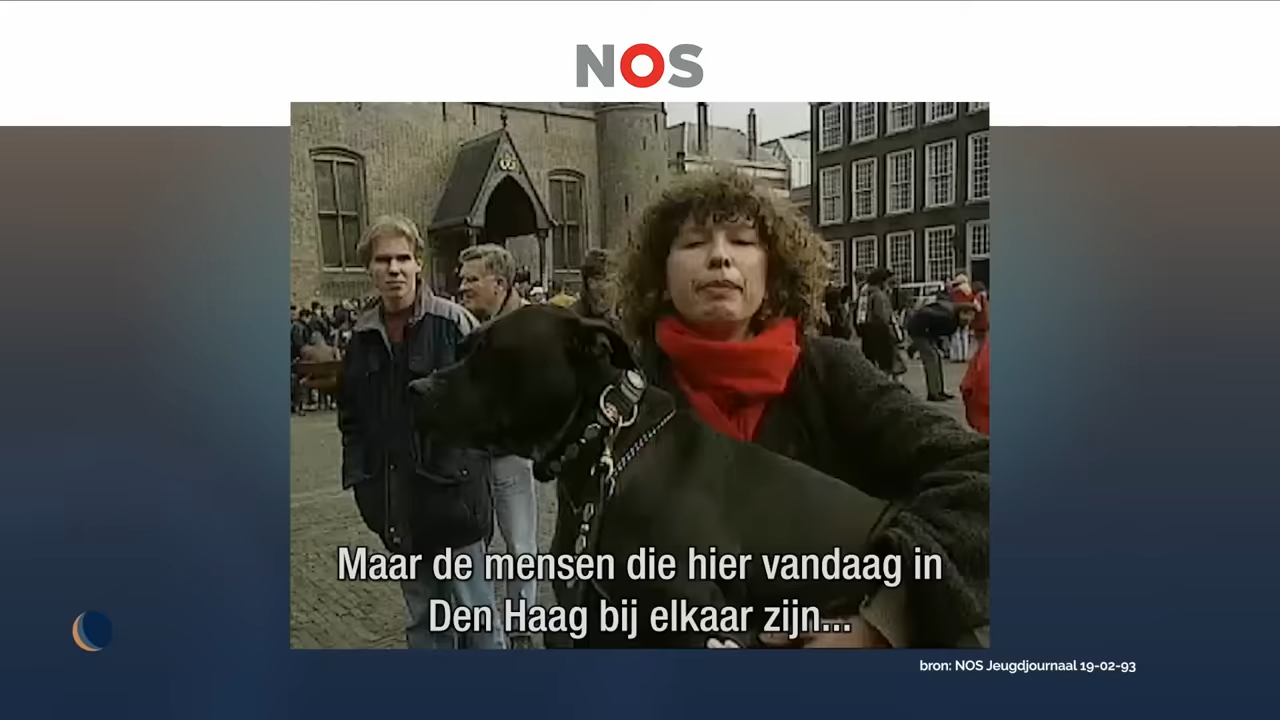 NOS
Maar de mensen die hier vandaag in
Den Haag bij elkaar zijn...
bron: NOS Jeugdjournaal 19-02-93